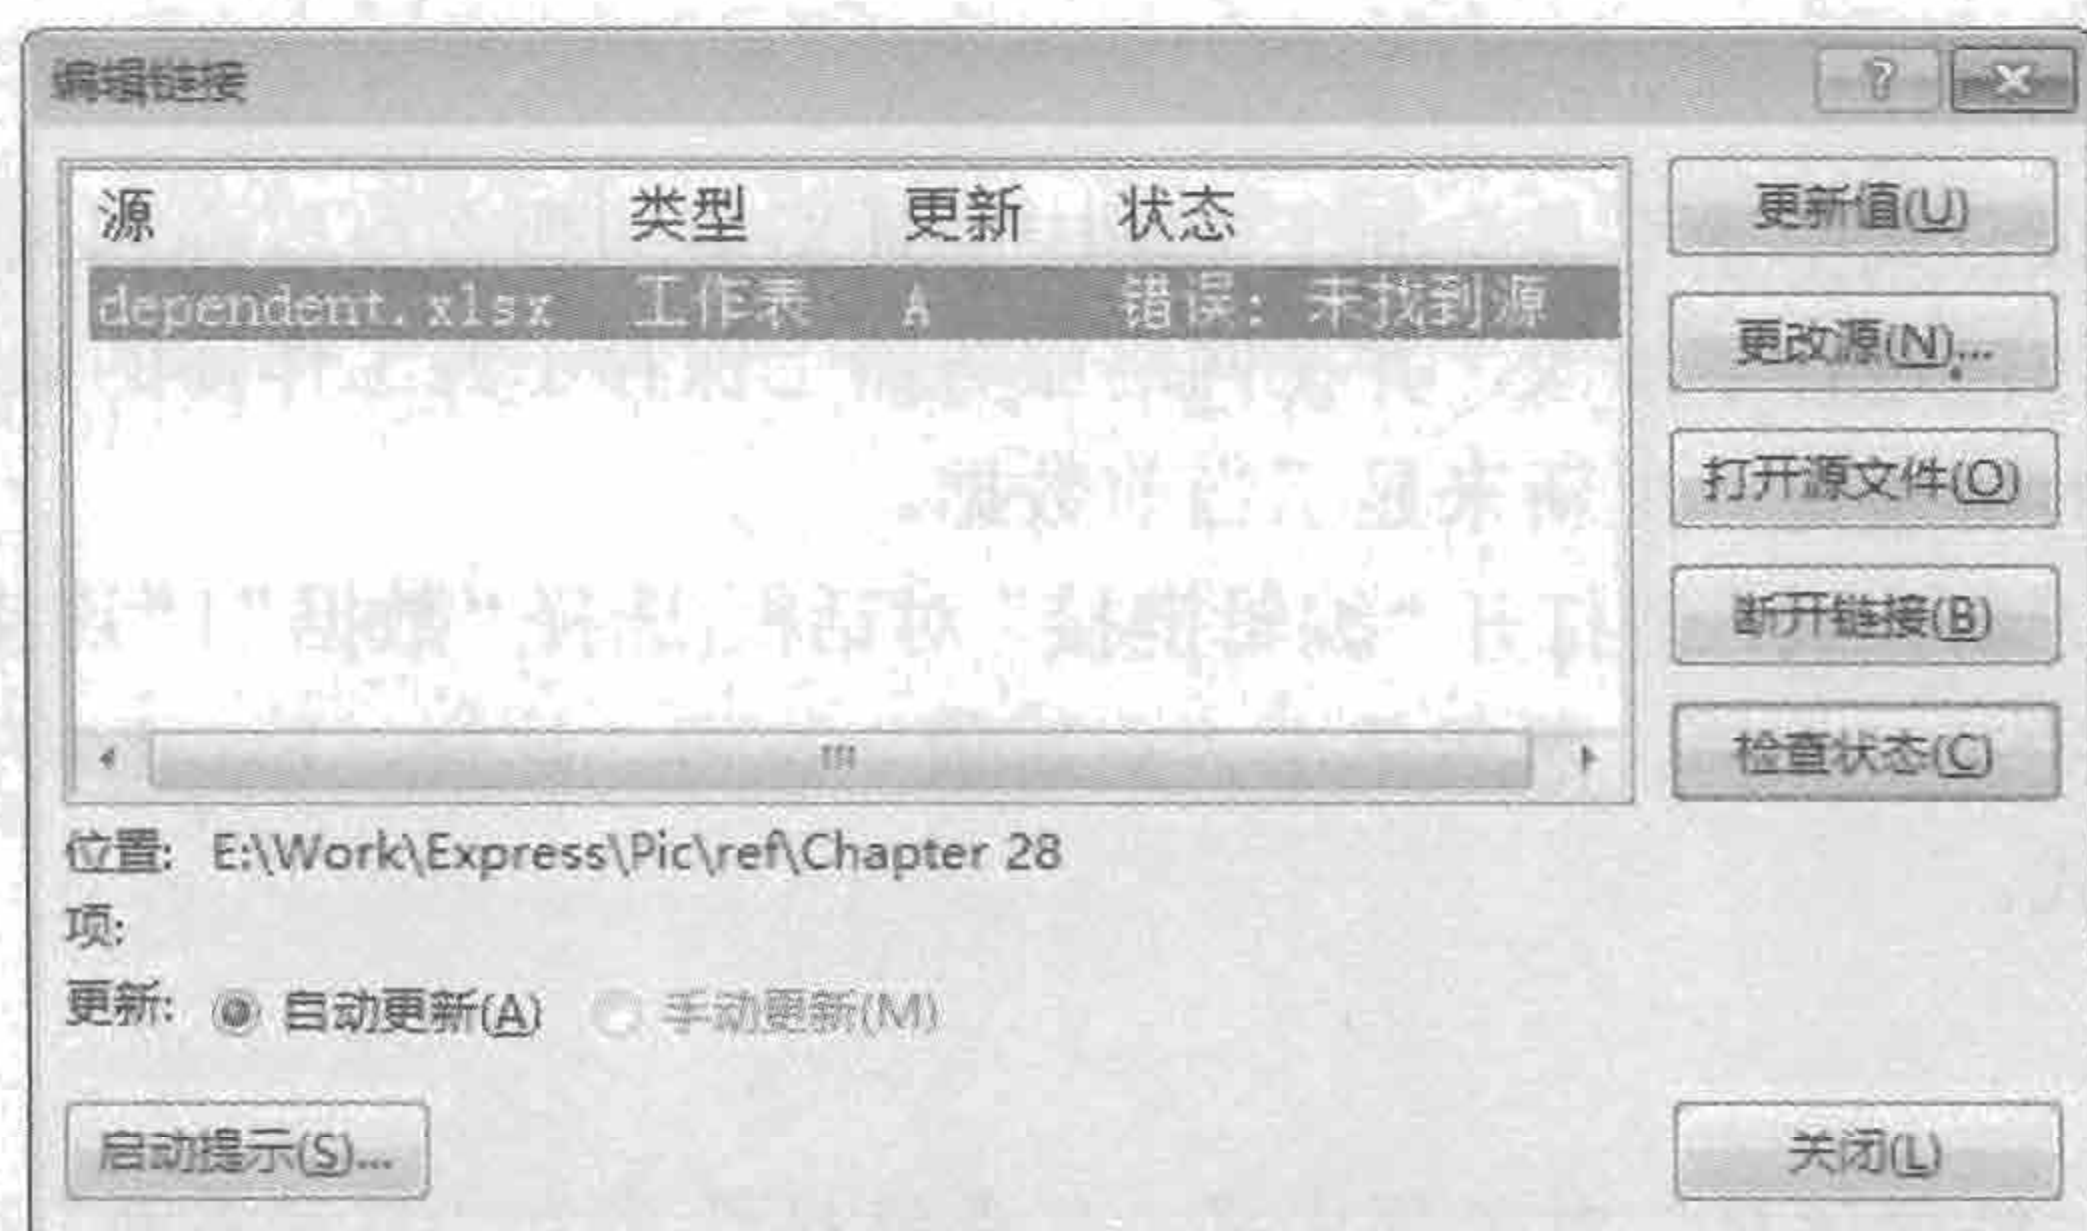 编辑链接
源 类型 更新 状态
dependent.xlsx 工作表 A 错误：未找到源
更新值(U)
更改源(N)...
打开源文件(O)
断开链接(B)
检查状态(C)
位置: E:\Work\Express\Pic\ref\Chapter 28
项:
更新: 自动更新(A) 手动更新(M)
启动提示(S)... 关闭(L)